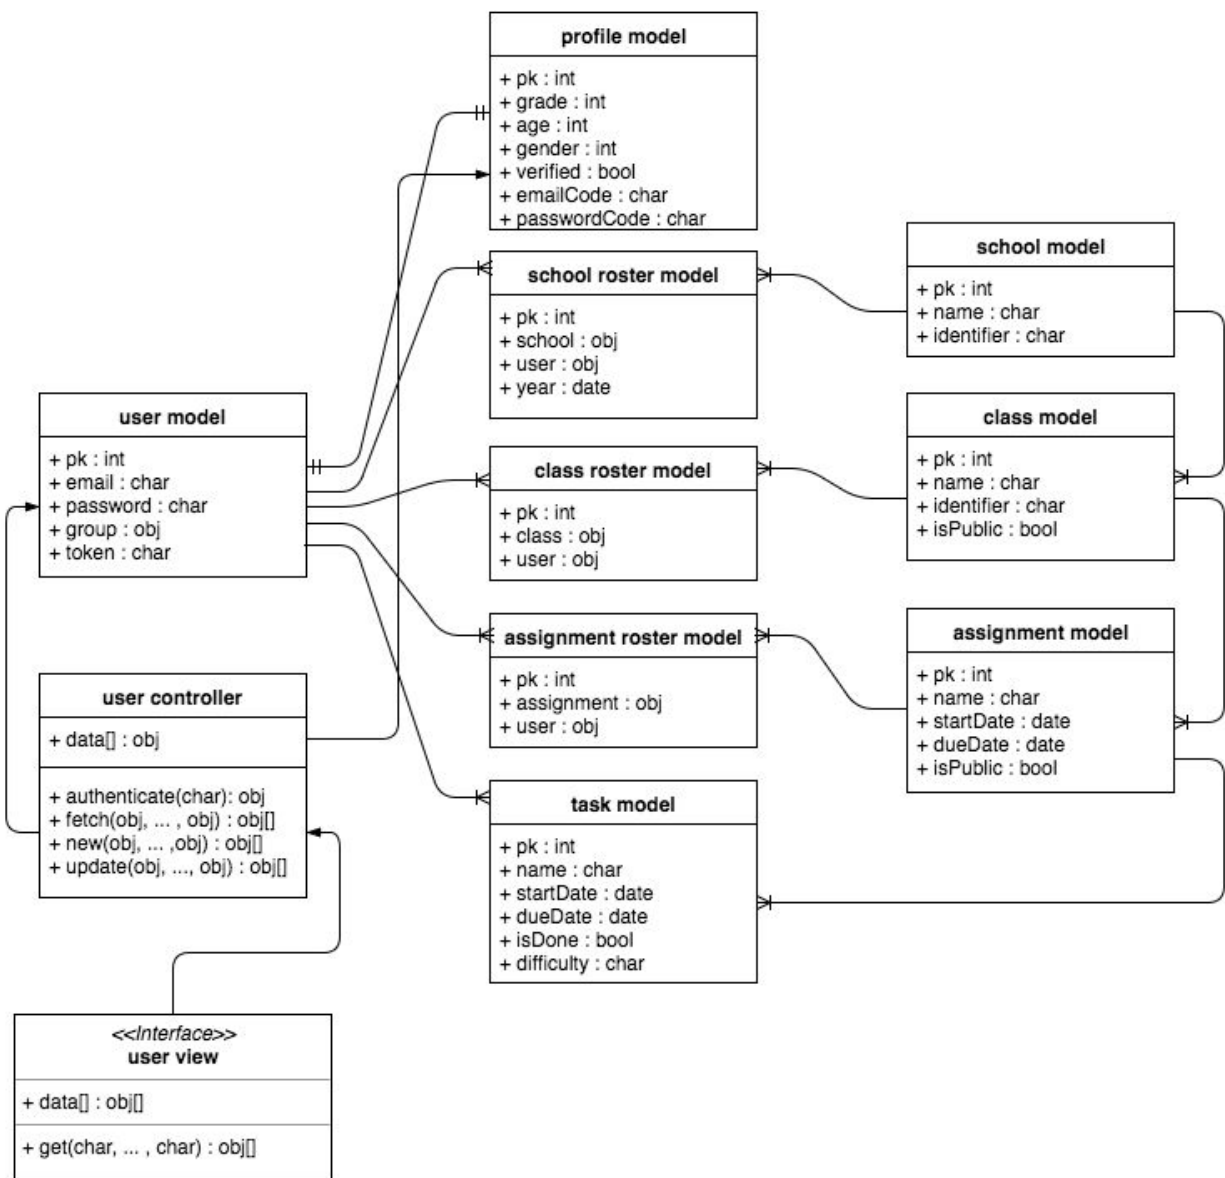 profile model
+ pk : int
+ grade : int
+ age : int
+ gender : int
+ verified : bool
+ emailCode : char
+ passwordCode : char
school roster model
+ pk : int
+ school : obj
+ user : obj
+ year : date
school model
+ pk : int
+ name : char
+ identifier : char
user model
+ pk : int
+ email : char
+ password : char
+ group : obj
+ token : char
class roster model
+ pk : int
+ class : obj
+ user : obj
class model
+ pk : int
+ name : char
+ identifier : char
+ isPublic : bool
assignment roster model
+ pk : int
+ assignment : obj
+ user : obj
assignment model
+ pk : int
+ name : char
+ startDate : date
+ dueDate : date
+ isPublic : bool
user controller
+ data[] : obj
+ authenticate(char): obj
+ fetch(obj, ... , obj) : obj[]
+ new(obj, ... ,obj) : obj[]
+ update(obj, ..., obj) : obj[]
task model
+ pk : int
+ name : char
+ startDate : date
+ dueDate : date
+ isDone : bool
+ difficulty : char
<<Interface>>
user view
+ data[] : obj[]
+ get(char, ... , char) : obj[]